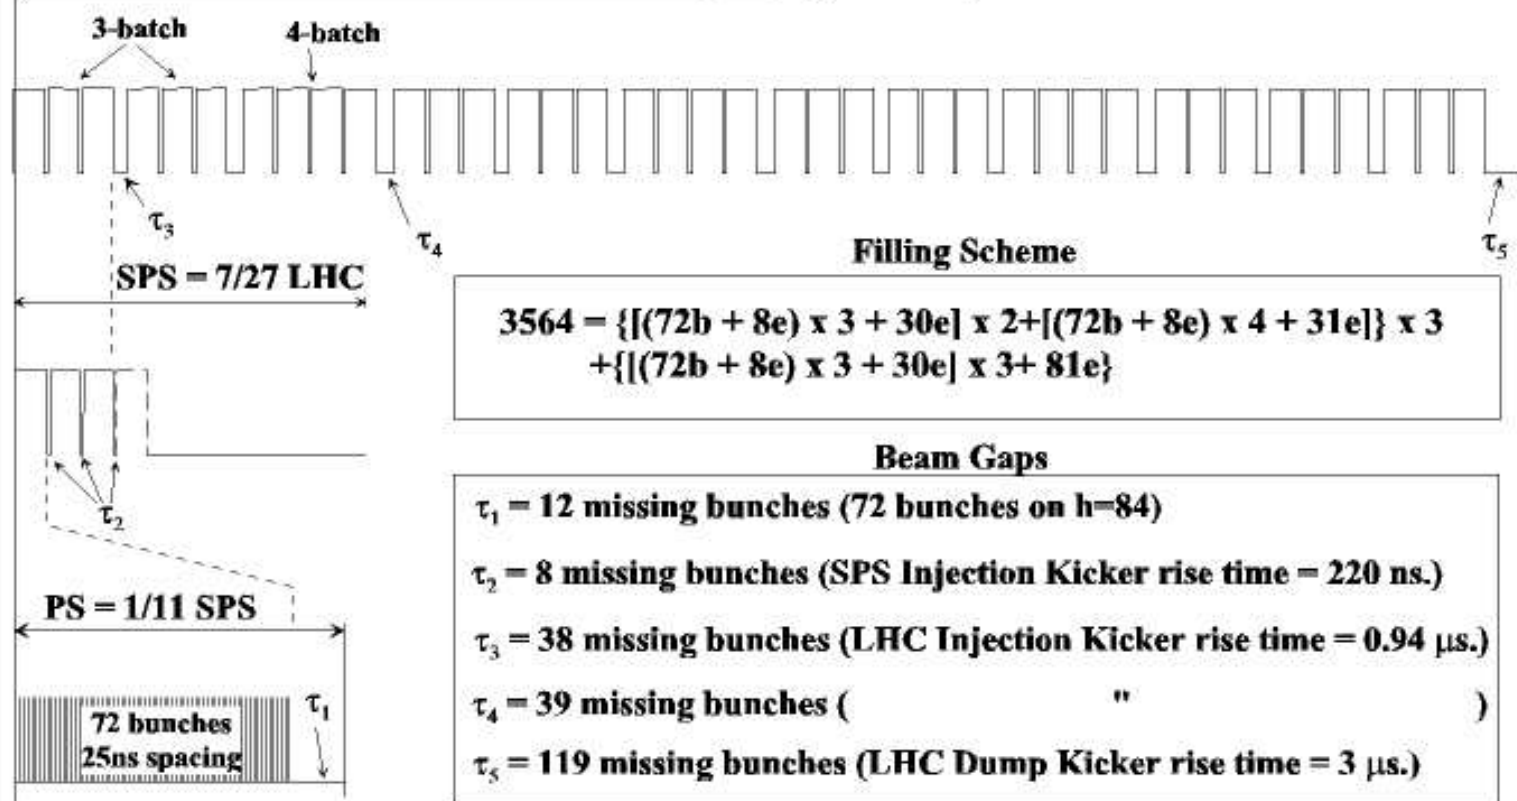 3-batch
4-batch
τ₃
τ₄
τ₅
SPS = 7/27 LHC
Filling Scheme
3564 = {[(72b + 8e) x 3 + 30e] x 2+[(72b + 8e) x 4 + 31e]} x 3
+{[(72b + 8e) x 3 + 30e] x 3+ 81e}
τ₂
Beam Gaps
τ₁ = 12 missing bunches (72 bunches on h=84)
τ₂ = 8 missing bunches (SPS Injection Kicker rise time = 220 ns.)
τ₃ = 38 missing bunches (LHC Injection Kicker rise time = 0.94 μs.)
τ₄ = 39 missing bunches ( " )
τ₅ = 119 missing bunches (LHC Dump Kicker rise time = 3 μs.)
PS = 1/11 SPS
τ₁
72 bunches
25ns spacing